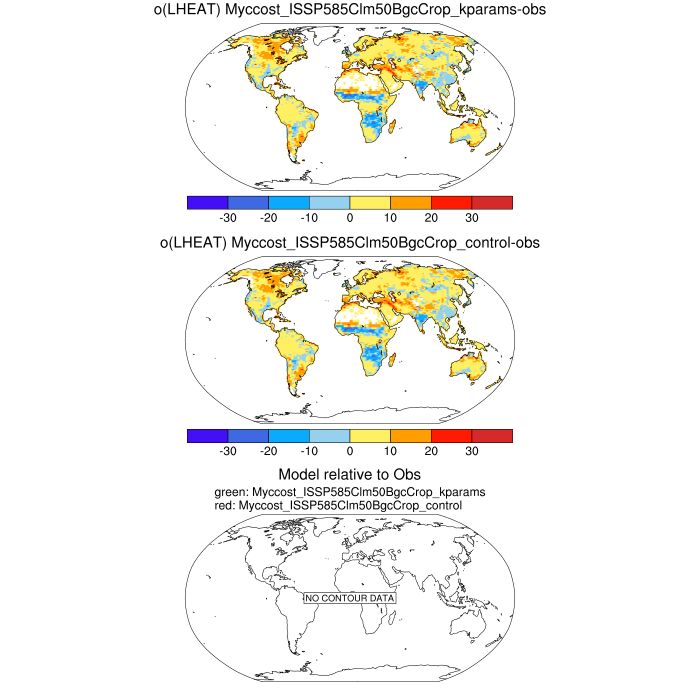 σ(LHEAT) Myccost_ISSP585Clm50BgcCrop_kparams-obs
-30 -20 -10 0 10 20 30
σ(LHEAT) Myccost_ISSP585Clm50BgcCrop_control-obs
-30 -20 -10 0 10 20 30
Model relative to Obs
green: Myccost_ISSP585Clm50BgcCrop_kparams
red: Myccost_ISSP585Clm50BgcCrop_control
NO CONTOUR DATA